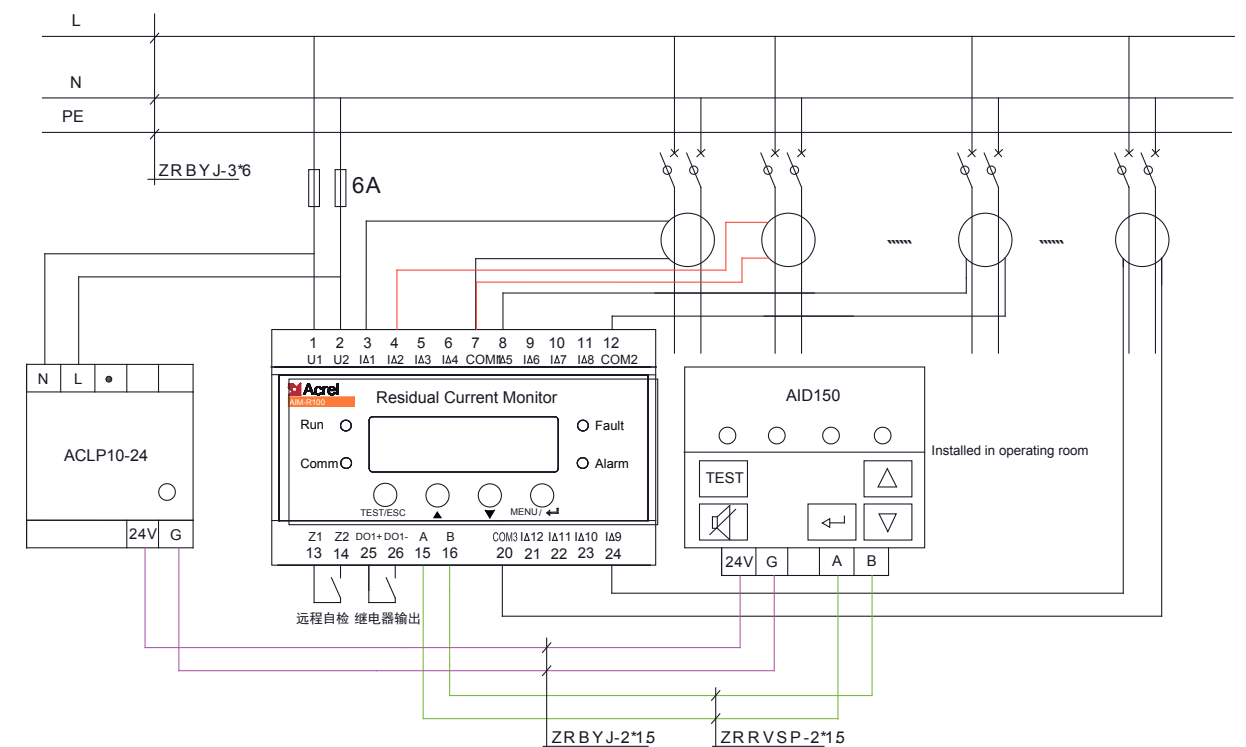 L
N
PE
ZRBYJ-3*6
6A
1 2 3 4 5 6 7 8 9 10 11 12
U1 U2 IΔ1 IΔ2 IΔ3 IΔ4 COM1 IΔ5 IΔ6 IΔ7 IΔ8 COM2
N L
ACLP10-24
24V G
Acrel
AIM-R100
Residual Current Monitor
Run
Fault
Comm
Alarm
TEST/ESC ▲ ▼ MENU/
Z1 Z2 DO1+ DO1- A B COM3 IΔ12 IΔ11 IΔ10 IΔ9
13 14 25 26 15 16 20 21 22 23 24
远程自检 继电器输出
AID150
Installed in operating room
TEST
24V G A B
ZRBYJ-2*1.5
ZRRVSP-2*1.5